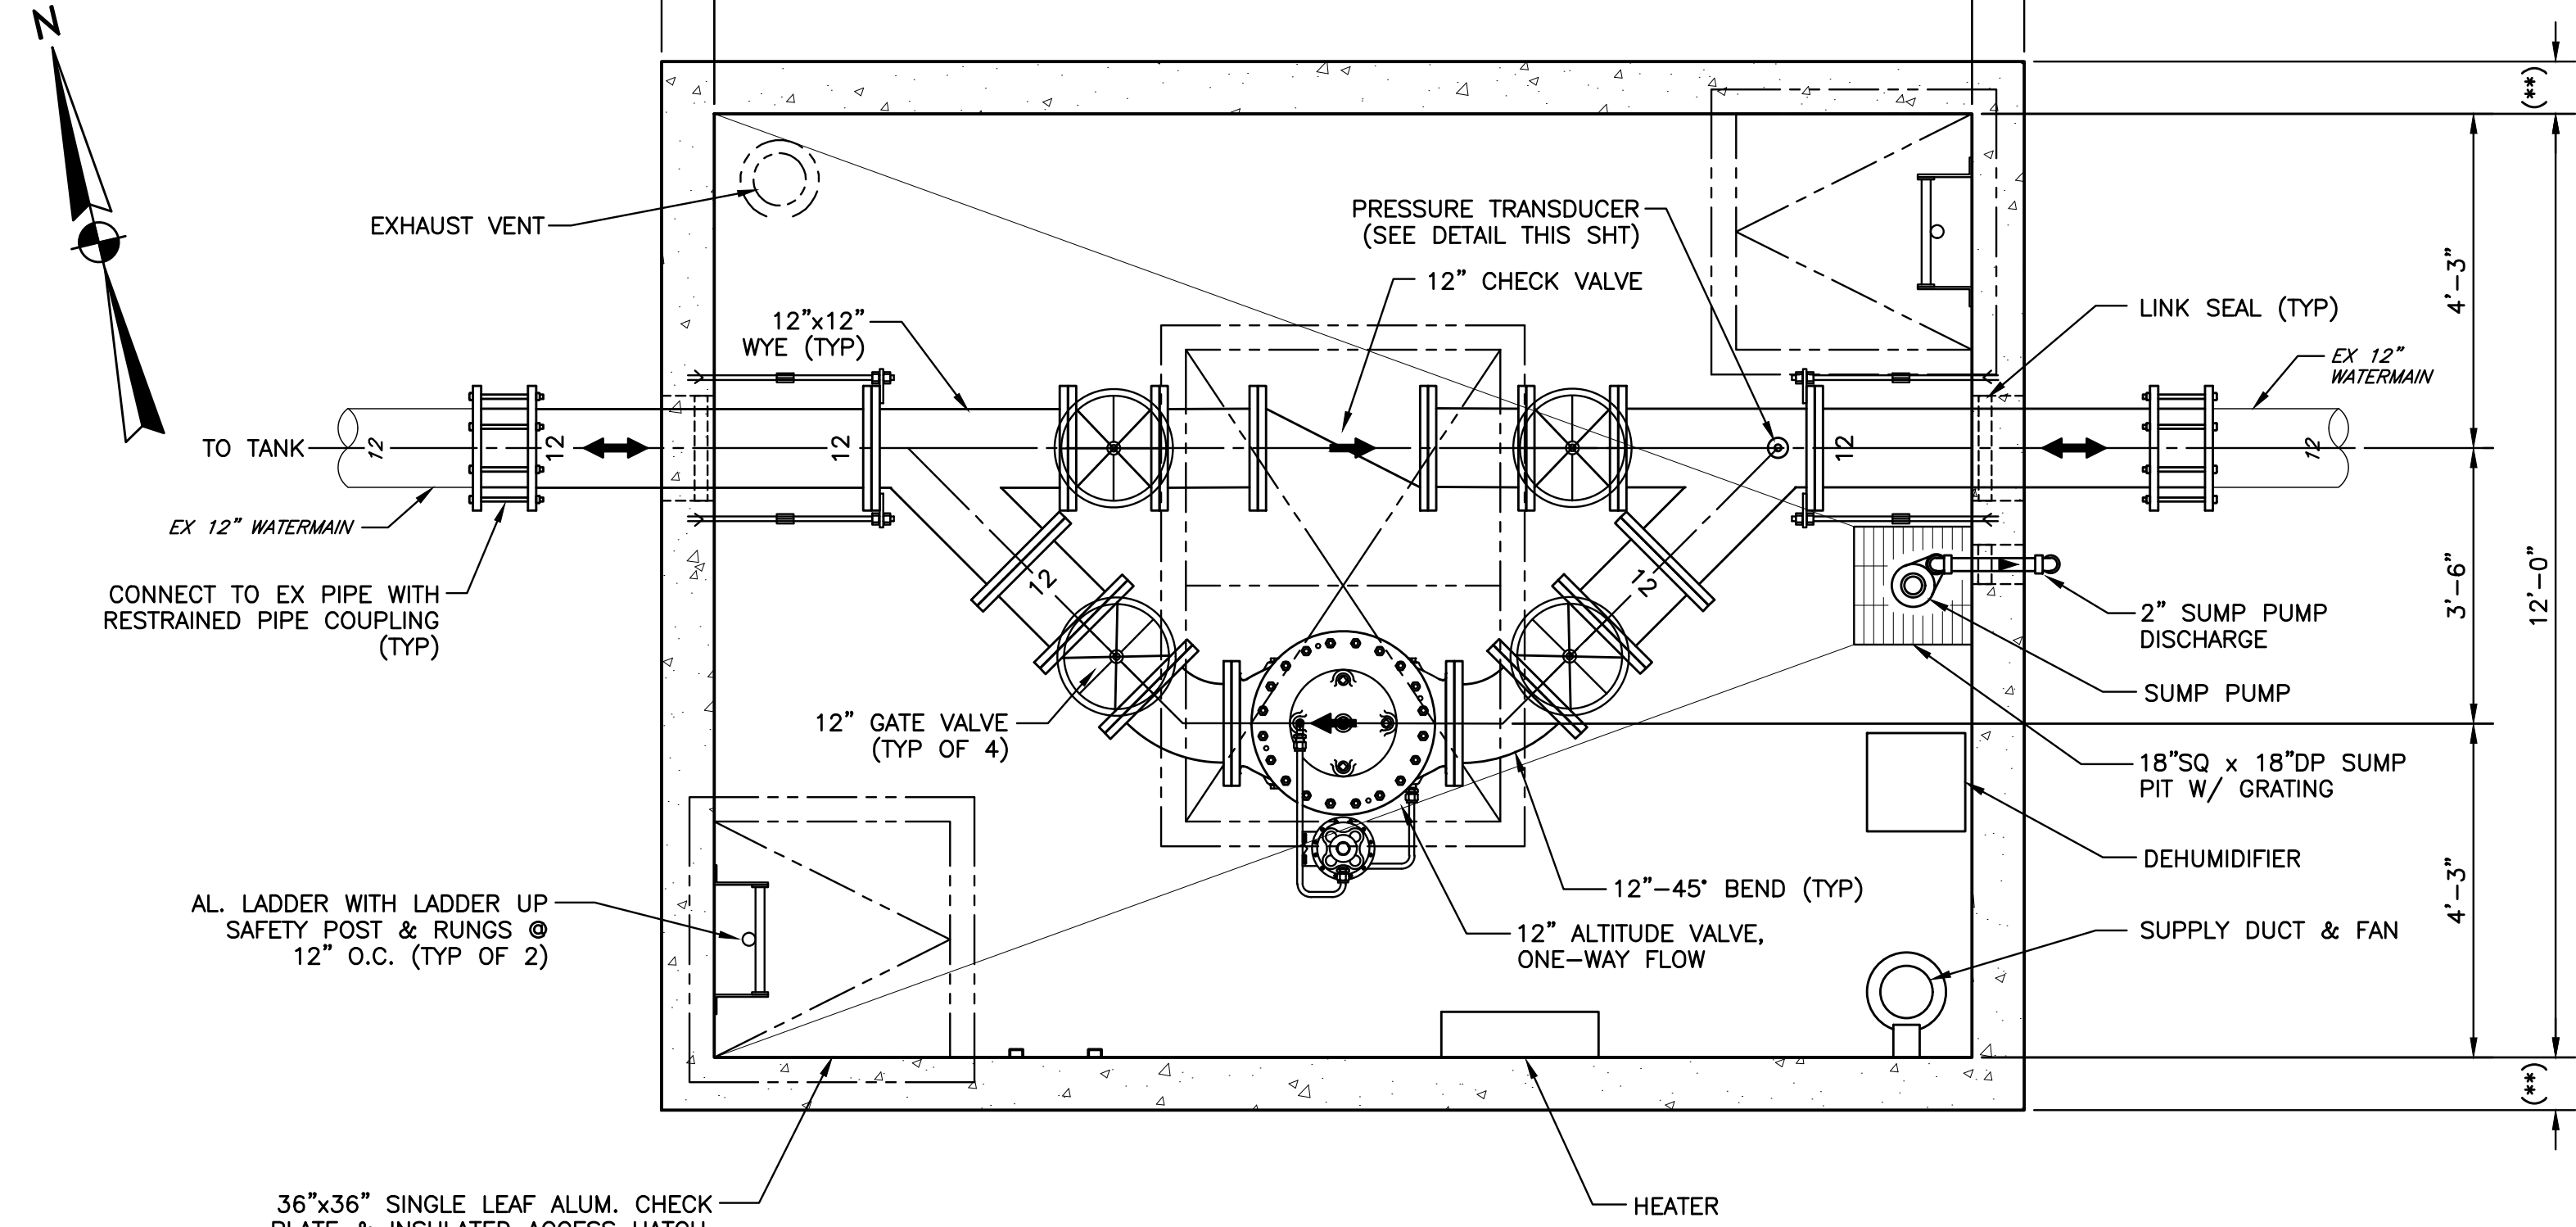 N
(**)
EXHAUST VENT
PRESSURE TRANSDUCER
(SEE DETAIL THIS SHT)
12" CHECK VALVE
4'-3"
LINK SEAL (TYP)
12"x12"
WYE (TYP)
EX 12"
WATERMAIN
TO TANK
12
12
12
12
12
EX 12" WATERMAIN
CONNECT TO EX PIPE WITH
RESTRAINED PIPE COUPLING
(TYP)
12
12
3'-6"
12'-0"
2" SUMP PUMP
DISCHARGE
SUMP PUMP
12" GATE VALVE
(TYP OF 4)
18"SQ x 18"DP SUMP
PIT W/ GRATING
DEHUMIDIFIER
12"-45° BEND (TYP)
4'-3"
AL. LADDER WITH LADDER UP
SAFETY POST & RUNGS @
12" O.C. (TYP OF 2)
12" ALTITUDE VALVE,
ONE-WAY FLOW
SUPPLY DUCT & FAN
(**)
36"x36" SINGLE LEAF ALUM. CHECK
PLATE & INSULATED ACCESS HATCH
HEATER